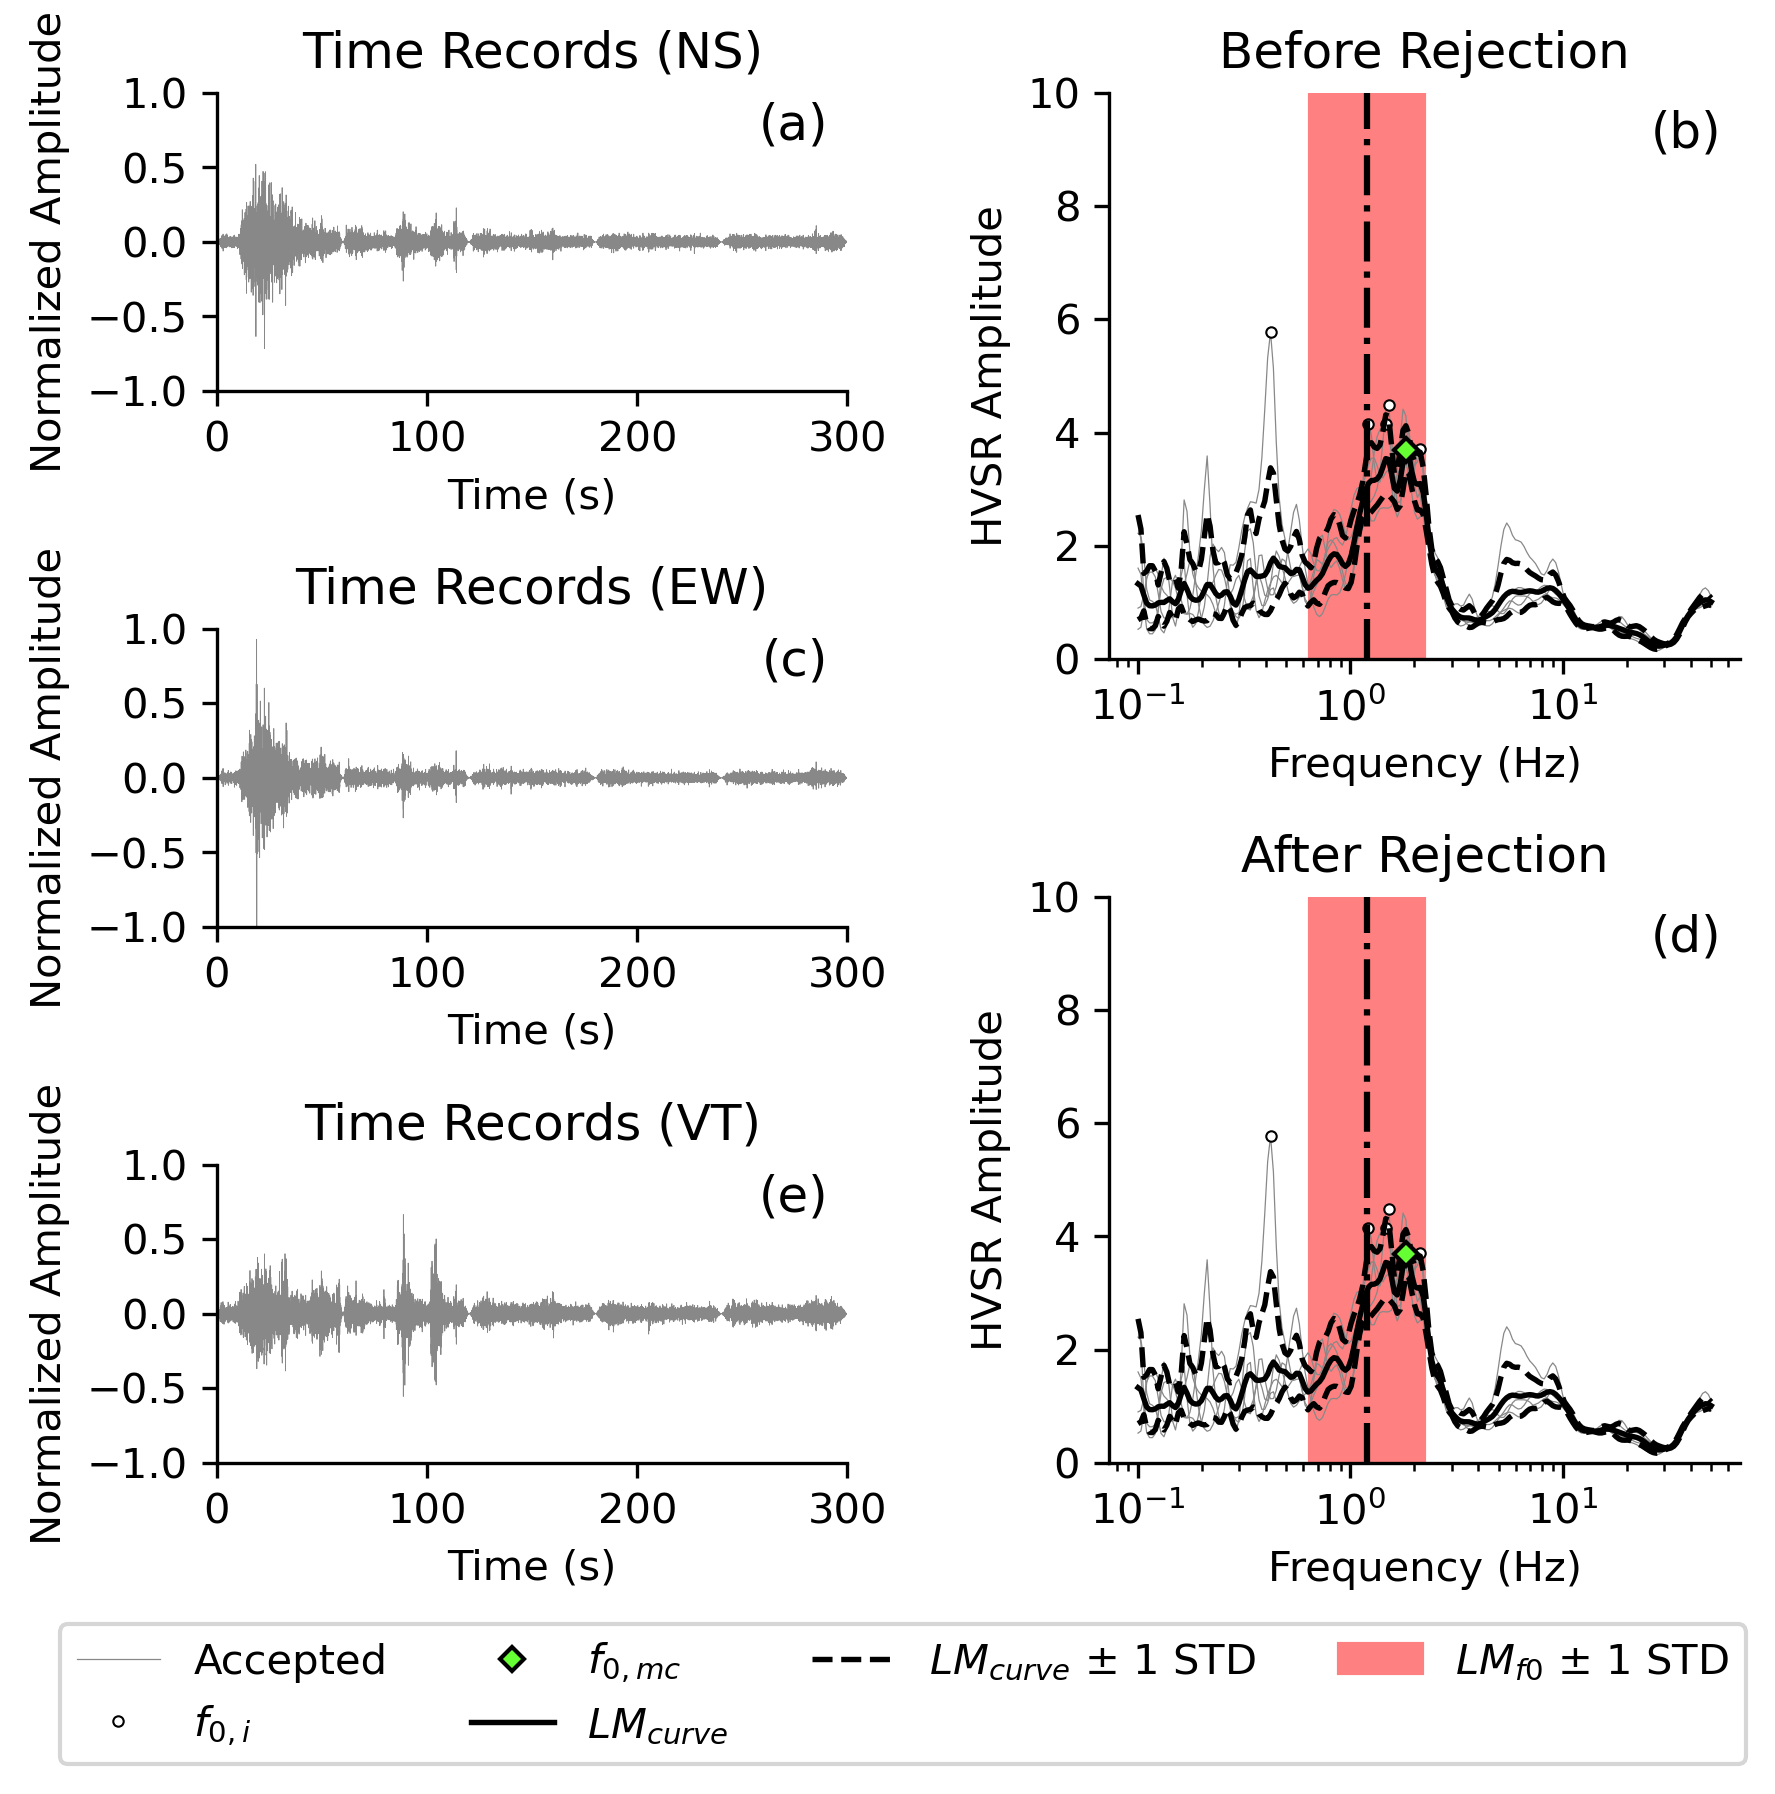 Time Records (NS)
(a)
Normalized Amplitude
1.0
0.5
0.0
−0.5
−1.0
0 100 200 300
Time (s)
Before Rejection
(b)
HVSR Amplitude
10
8
6
4
2
0
10⁻¹ 10⁰ 10¹
Frequency (Hz)
Time Records (EW)
(c)
Normalized Amplitude
1.0
0.5
0.0
−0.5
−1.0
0 100 200 300
Time (s)
After Rejection
(d)
HVSR Amplitude
10
8
6
4
2
0
10⁻¹ 10⁰ 10¹
Frequency (Hz)
Time Records (VT)
(e)
Normalized Amplitude
1.0
0.5
0.0
−0.5
−1.0
0 100 200 300
Time (s)
Accepted
f0,i
f0,mc
LMcurve
LMcurve ± 1 STD
LMf0 ± 1 STD